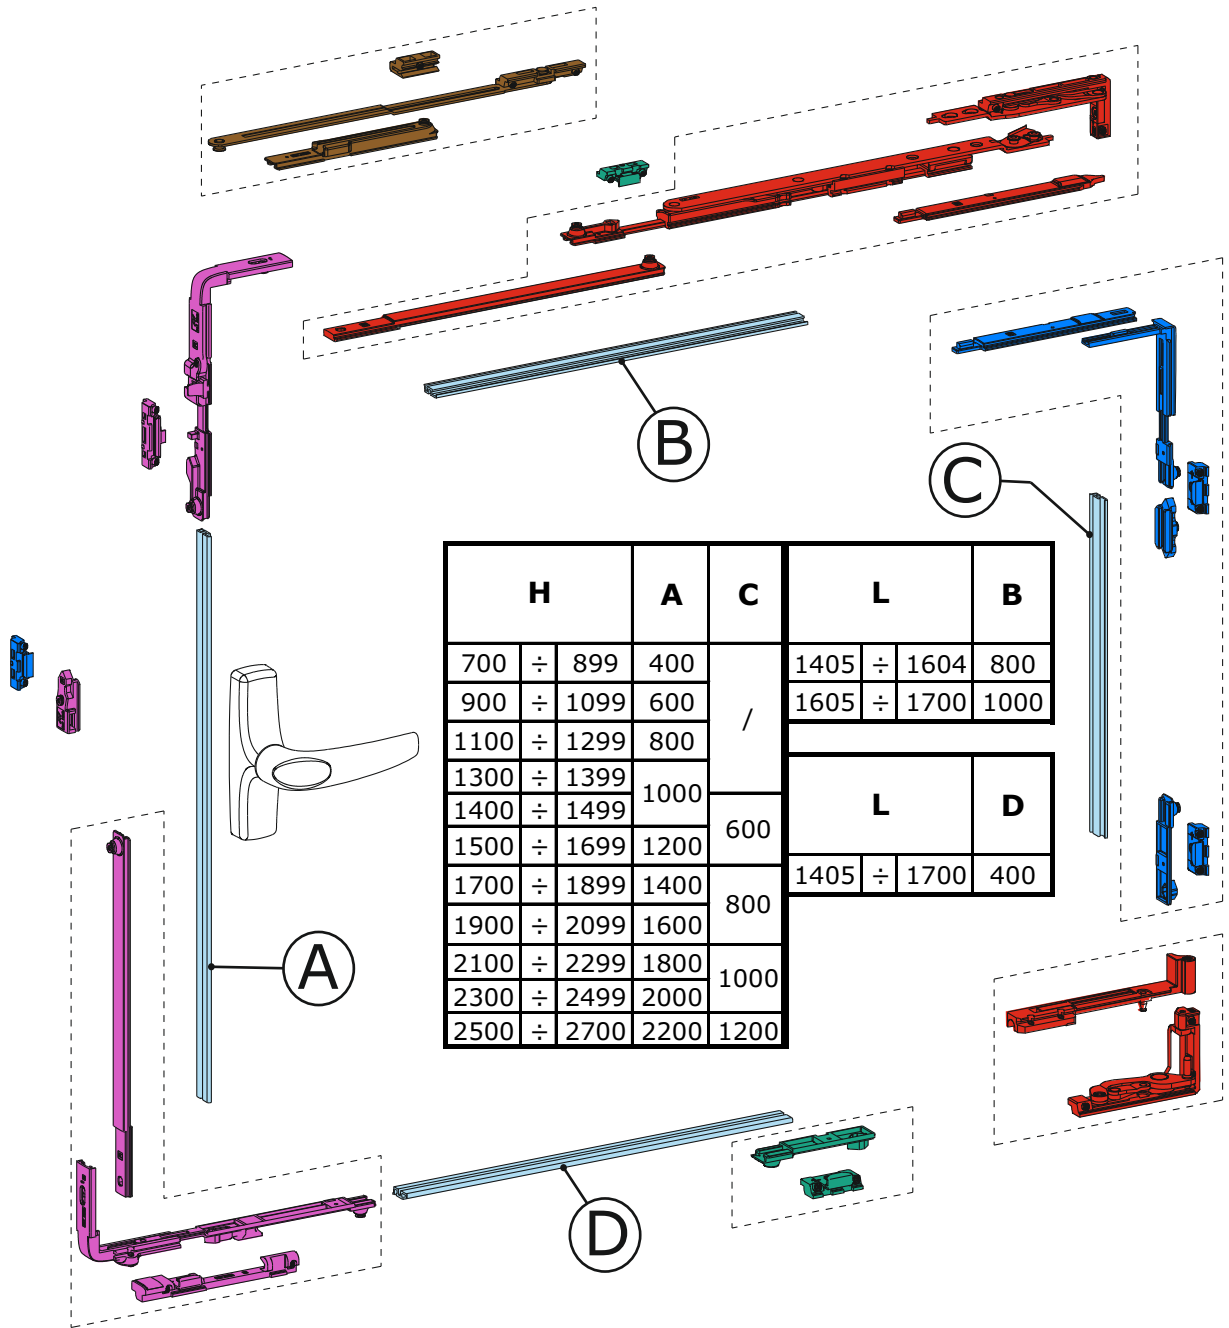 B
C
H A C
700 ÷ 899 400 /
900 ÷ 1099 600
1100 ÷ 1299 800
1300 ÷ 1399 1000
1400 ÷ 1499 600
1500 ÷ 1699 1200
1700 ÷ 1899 1400 800
1900 ÷ 2099 1600
2100 ÷ 2299 1800 1000
2300 ÷ 2499 2000
2500 ÷ 2700 2200 1200
L B
1405 ÷ 1604 800
1605 ÷ 1700 1000
L D
1405 ÷ 1700 400
A
D